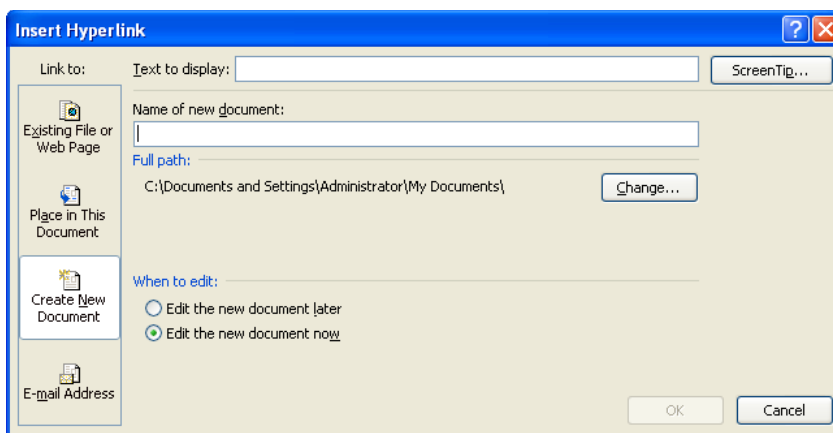 Insert Hyperlink
?
Link to:
Text to display:
ScreenTip...
Existing File or
Web Page
Place in This
Document
Create New
Document
E-mail Address
Name of new document:
Full path:
C:\Documents and Settings\Administrator\My Documents\
Change...
When to edit:
Edit the new document later
Edit the new document now
OK
Cancel